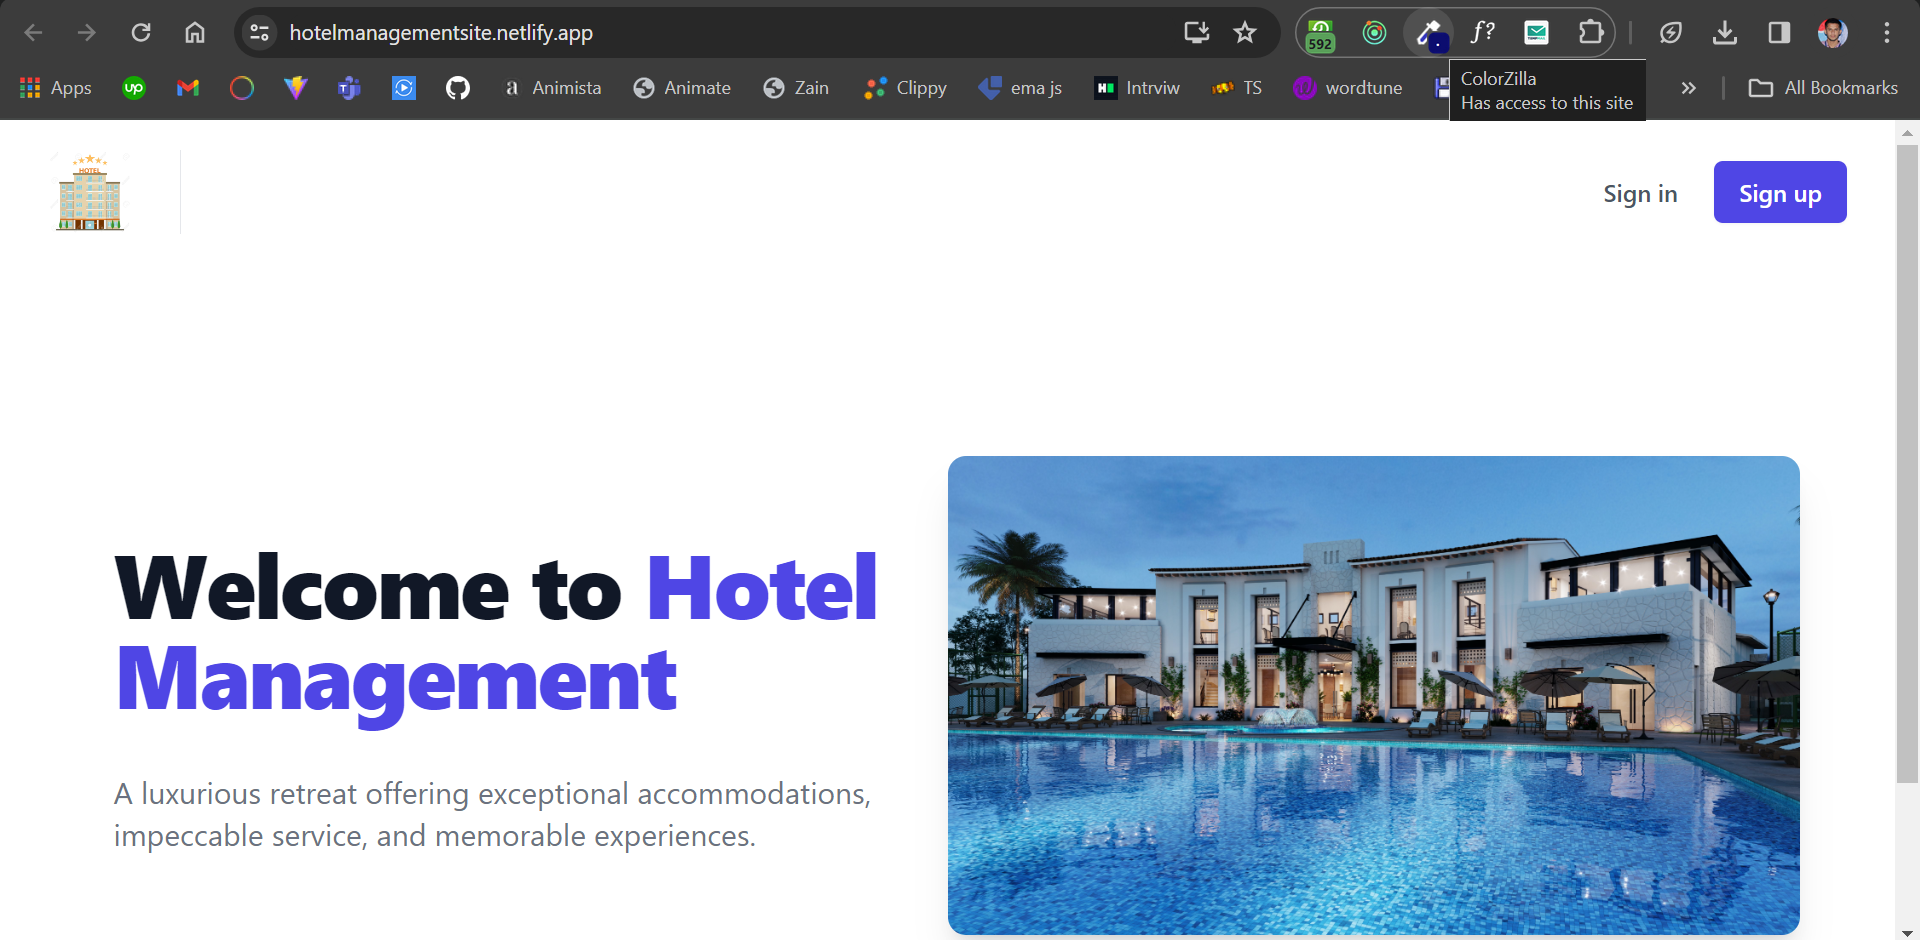 hotelmanagementsite.netlify.app
592
f?
Apps
up
Animista
Animate
Zain
Clippy
ema js
Intrviw
TS
wordtune
All Bookmarks
ColorZilla
Has access to this site
HOTEL
Sign in
Sign up
Welcome to Hotel
Management
A luxurious retreat offering exceptional accommodations,
impeccable service, and memorable experiences.